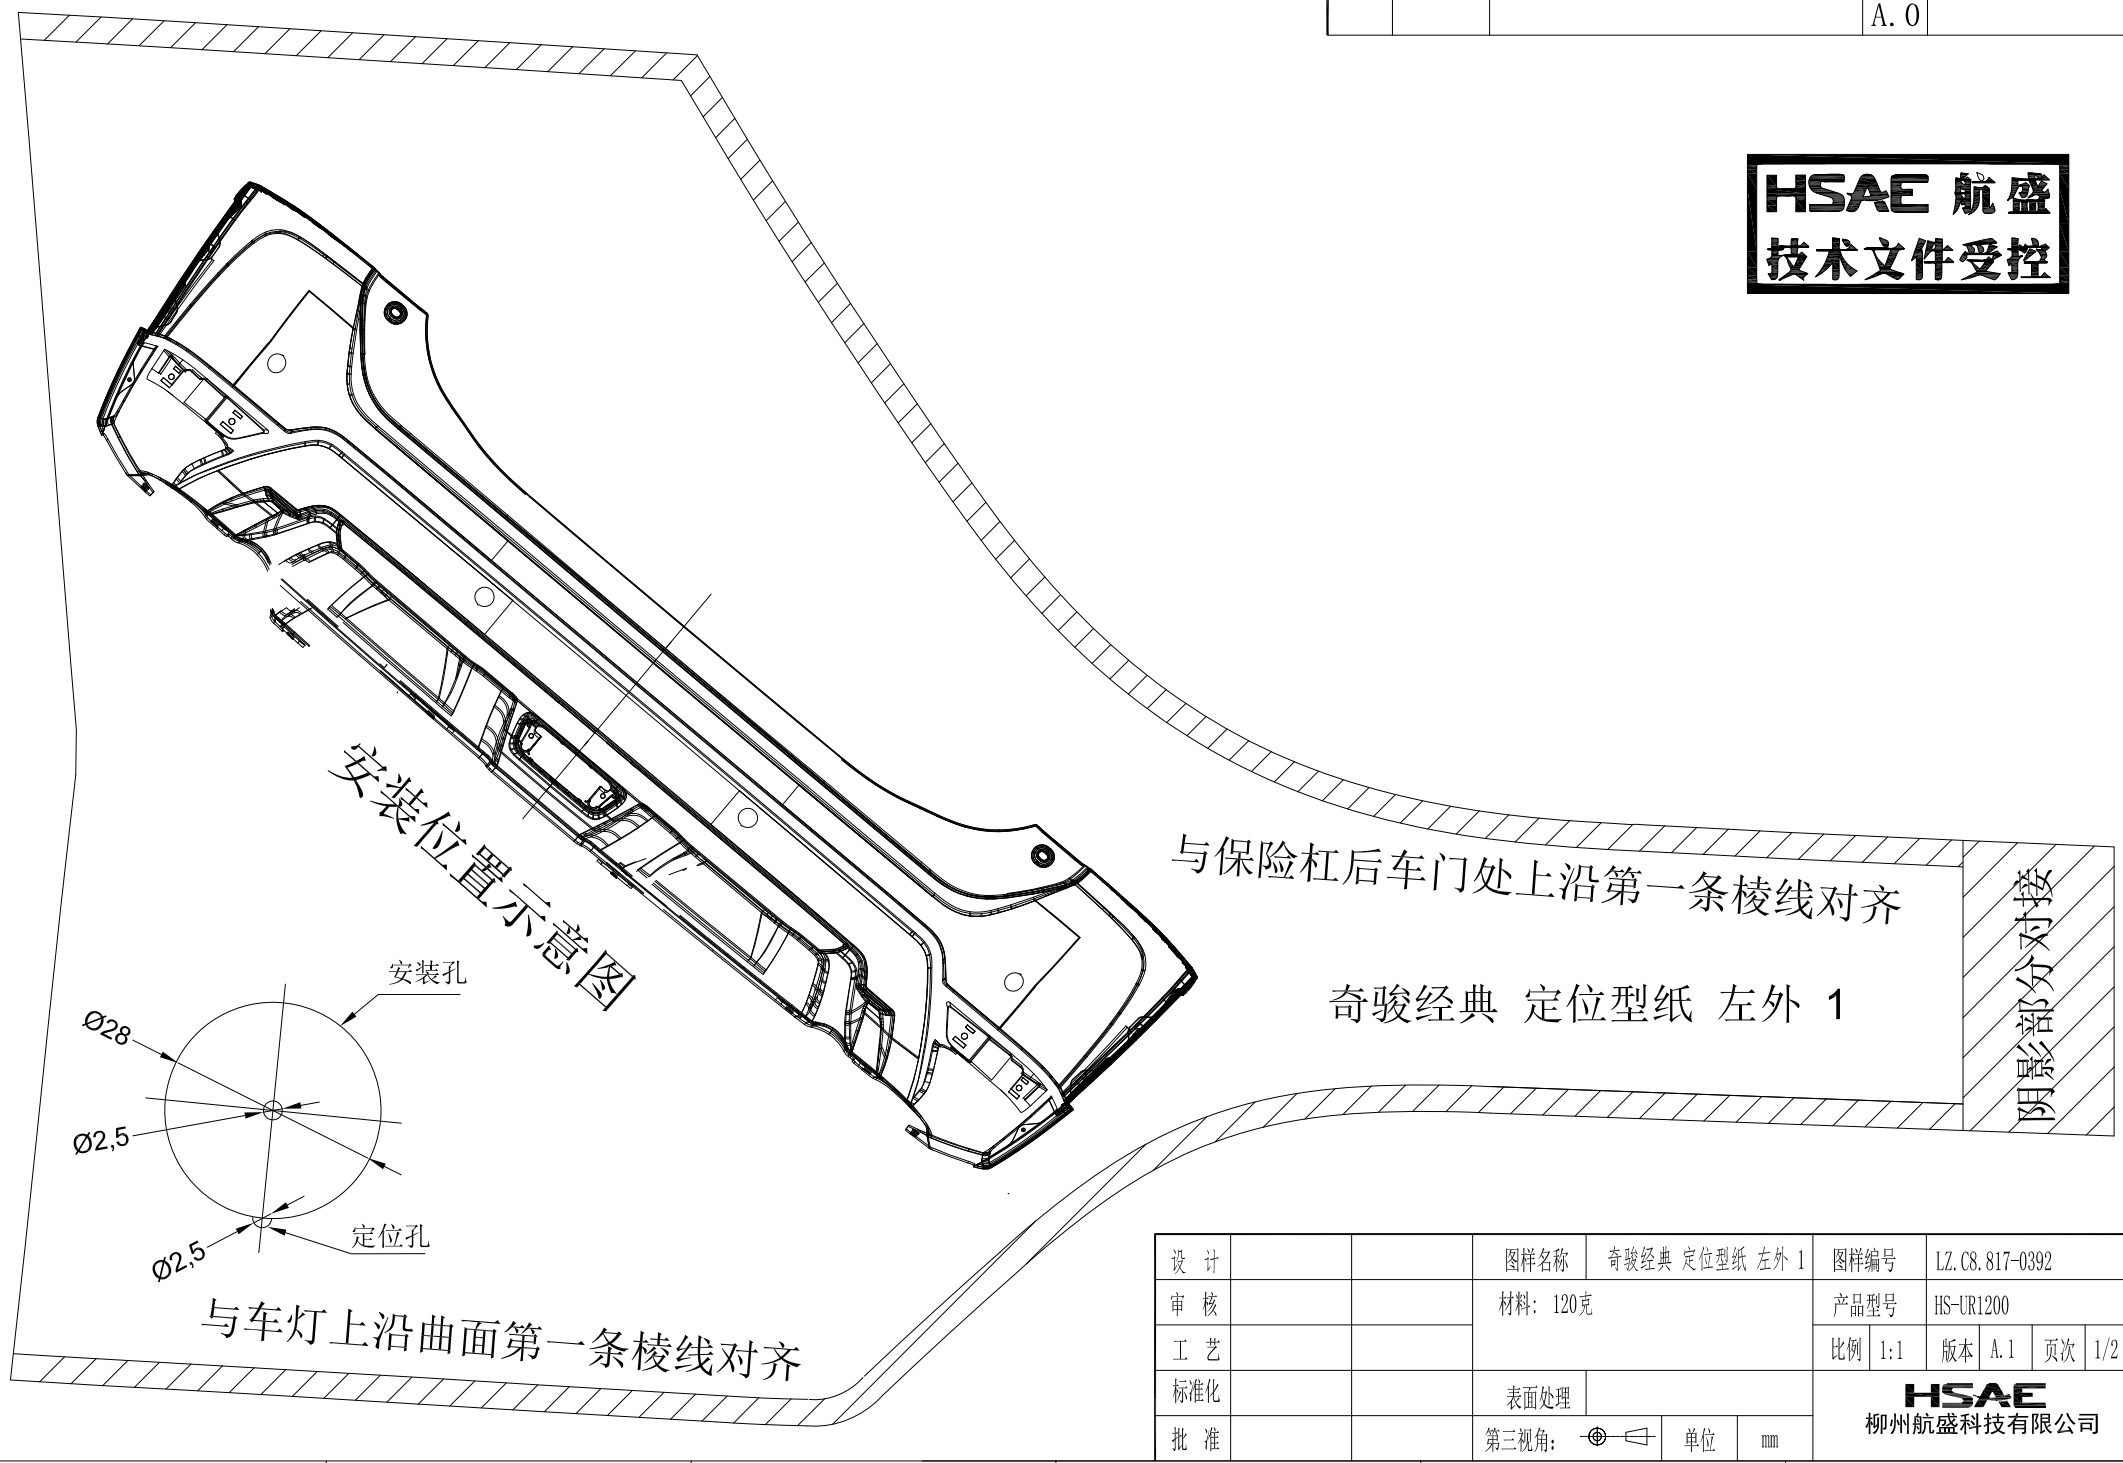 A.0
HSAE 航盛
技术文件受控
安装位置示意图
与保险杠后车门处上沿第一条棱线对齐
奇骏经典 定位型纸 左外 1
阴影部分对接
安装孔
Ø28
Ø2,5
Ø2,5
定位孔
与车灯上沿曲面第一条棱线对齐
设 计 图样名称 奇骏经典 定位型纸 左外 1 图样编号 LZ.C8.817-0392
审 核 材料: 120克 产品型号 HS-UR1200
工 艺 比例 1:1 版本 A.1 页次 1/2
标准化 表面处理 HSAE
柳州航盛科技有限公司
批 准 第三视角: 单位 mm